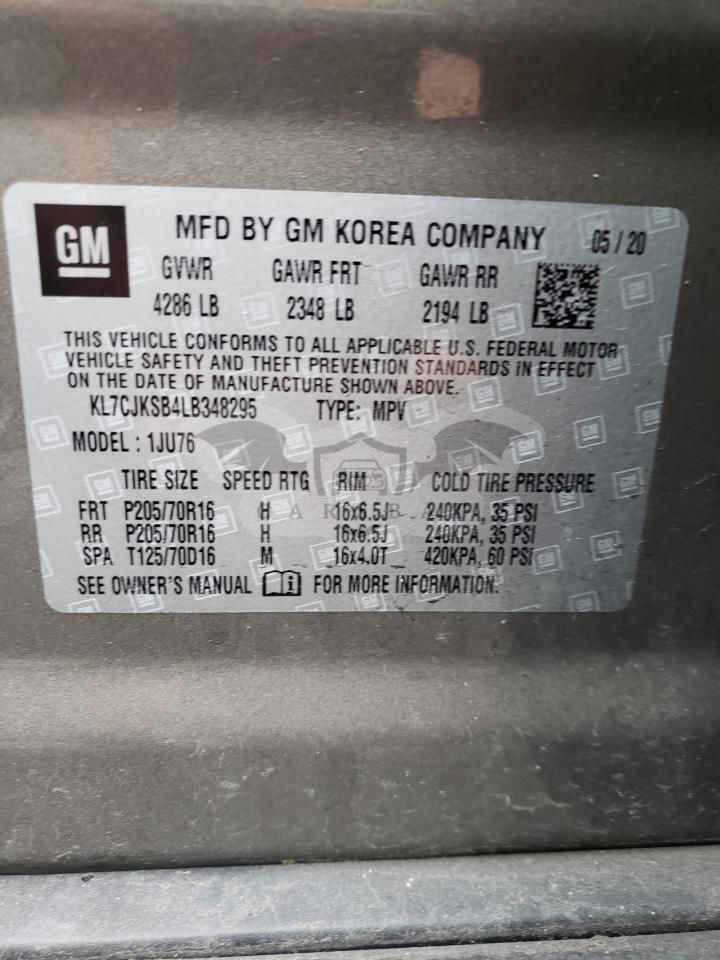 GM MFD BY GM KOREA COMPANY 05 / 20
GVWR GAWR FRT GAWR RR
4286 LB 2348 LB 2194 LB
THIS VEHICLE CONFORMS TO ALL APPLICABLE U.S. FEDERAL MOTOR
VEHICLE SAFETY AND THEFT PREVENTION STANDARDS IN EFFECT
ON THE DATE OF MANUFACTURE SHOWN ABOVE.
KL7CJKSB4LB348295 TYPE: MPV
MODEL : 1JU76
TIRE SIZE SPEED RTG RIM COLD TIRE PRESSURE
FRT P205/70R16 H 16x6.5J 240KPA, 35 PSI
RR P205/70R16 H 16x6.5J 240KPA, 35 PSI
SPA T125/70D16 M 16x4.0T 420KPA, 60 PSI
SEE OWNER'S MANUAL FOR MORE INFORMATION.